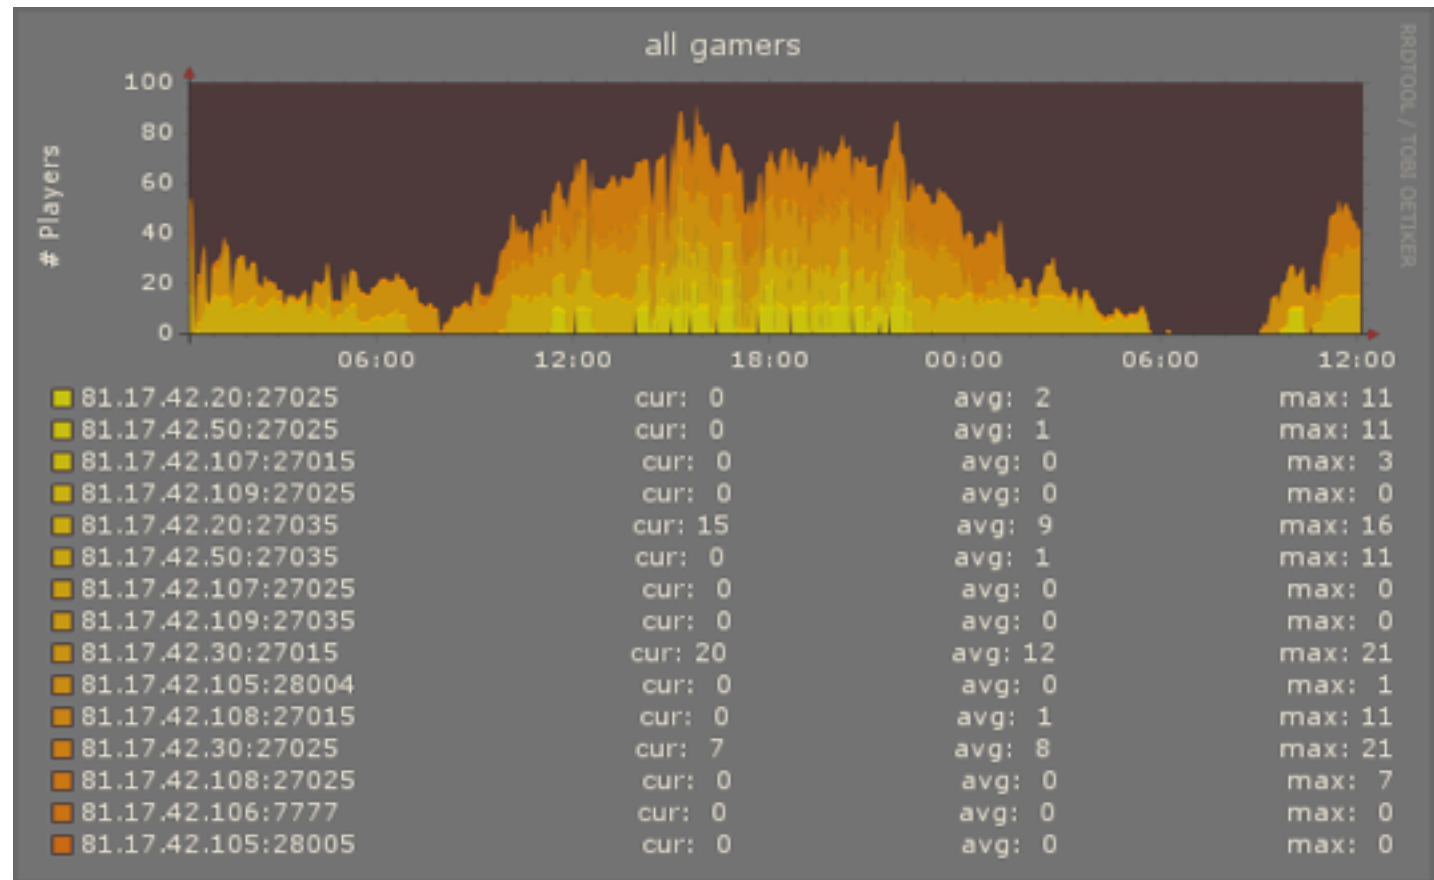 all gamers
RRDTOOL / TOBI OETIKER
# Players
100
80
60
40
20
0
06:00 12:00 18:00 00:00 06:00 12:00
81.17.42.20:27025 cur: 0 avg: 2 max: 11
81.17.42.50:27025 cur: 0 avg: 1 max: 11
81.17.42.107:27015 cur: 0 avg: 0 max: 3
81.17.42.109:27025 cur: 0 avg: 0 max: 0
81.17.42.20:27035 cur: 15 avg: 9 max: 16
81.17.42.50:27035 cur: 0 avg: 1 max: 11
81.17.42.107:27025 cur: 0 avg: 0 max: 0
81.17.42.109:27035 cur: 0 avg: 0 max: 0
81.17.42.30:27015 cur: 20 avg: 12 max: 21
81.17.42.105:28004 cur: 0 avg: 0 max: 1
81.17.42.108:27015 cur: 0 avg: 1 max: 11
81.17.42.30:27025 cur: 7 avg: 8 max: 21
81.17.42.108:27025 cur: 0 avg: 0 max: 7
81.17.42.106:7777 cur: 0 avg: 0 max: 0
81.17.42.105:28005 cur: 0 avg: 0 max: 0